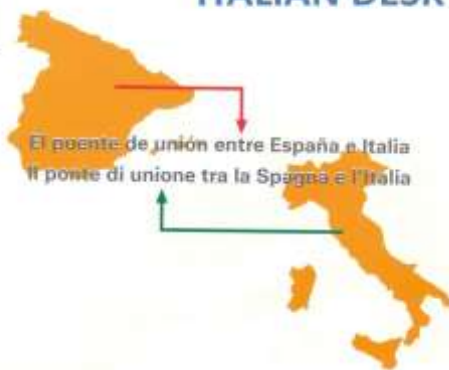 ITALIAN DESK
El puente de unión entre España e Italia
Il ponte di unione tra la Spagna e l'Italia